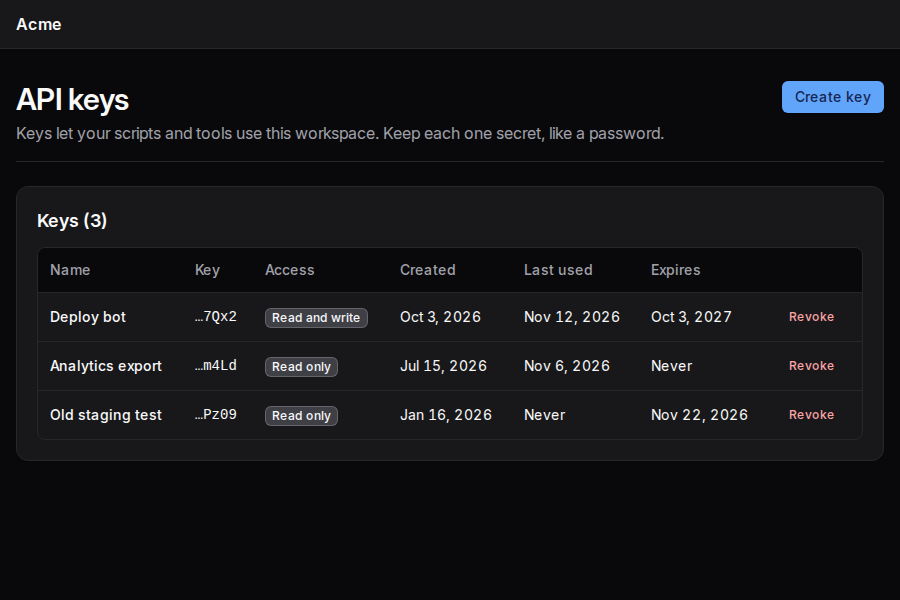 Acme
API keys
Create key
Keys let your scripts and tools use this workspace. Keep each one secret, like a password.
Keys (3)
Name Key Access Created Last used Expires
Deploy bot …7Qx2 Read and write Oct 3, 2026 Nov 12, 2026 Oct 3, 2027 Revoke
Analytics export …m4Ld Read only Jul 15, 2026 Nov 6, 2026 Never Revoke
Old staging test …Pz09 Read only Jan 16, 2026 Never Nov 22, 2026 Revoke